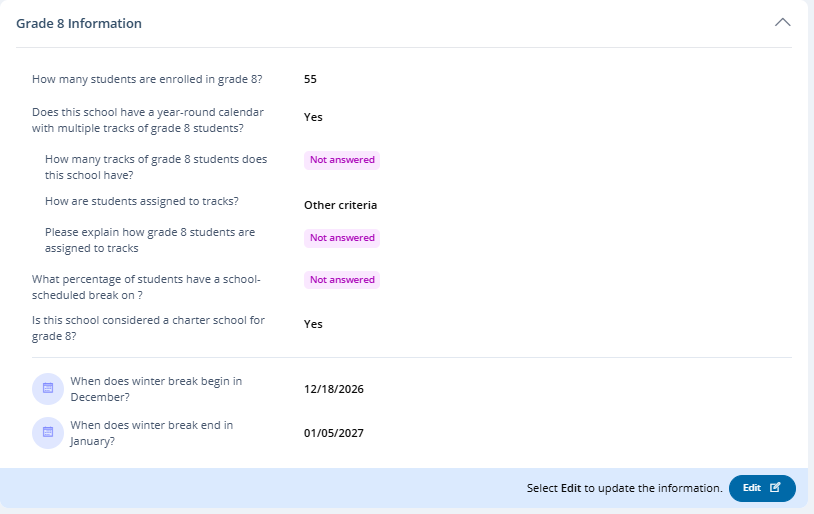 Grade 8 Information
How many students are enrolled in grade 8? 55
Does this school have a year-round calendar
with multiple tracks of grade 8 students? Yes
How many tracks of grade 8 students does
this school have? Not answered
How are students assigned to tracks? Other criteria
Please explain how grade 8 students are
assigned to tracks Not answered
What percentage of students have a school-
scheduled break on ? Not answered
Is this school considered a charter school for
grade 8? Yes
When does winter break begin in
December? 12/18/2026
When does winter break end in
January? 01/05/2027
Select Edit to update the information. Edit